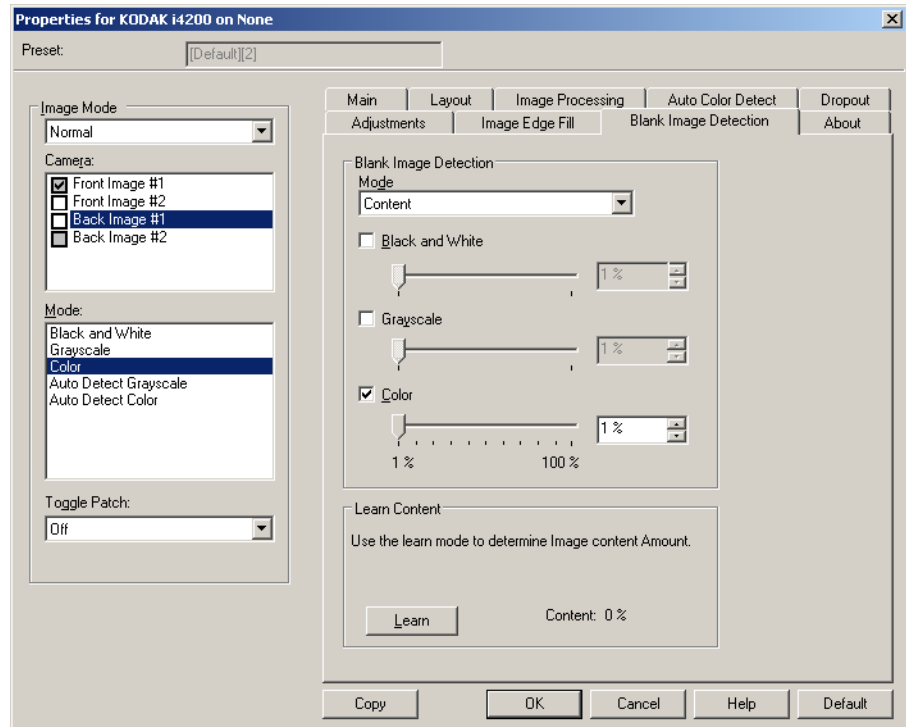 Properties for KODAK i4200 on None
Preset:
[Default][2]
Image Mode
Normal
Camera:
Front Image #1
Front Image #2
Back Image #1
Back Image #2
Mode:
Black and White
Grayscale
Color
Auto Detect Grayscale
Auto Detect Color
Toggle Patch:
Off
Main Layout Image Processing Auto Color Detect Dropout
Adjustments Image Edge Fill Blank Image Detection About
Blank Image Detection
Mode
Content
Black and White
1 %
Grayscale
1 %
Color
1 %
1 % 100 %
Learn Content
Use the learn mode to determine Image content Amount.
Learn Content: 0 %
Copy OK Cancel Help Default